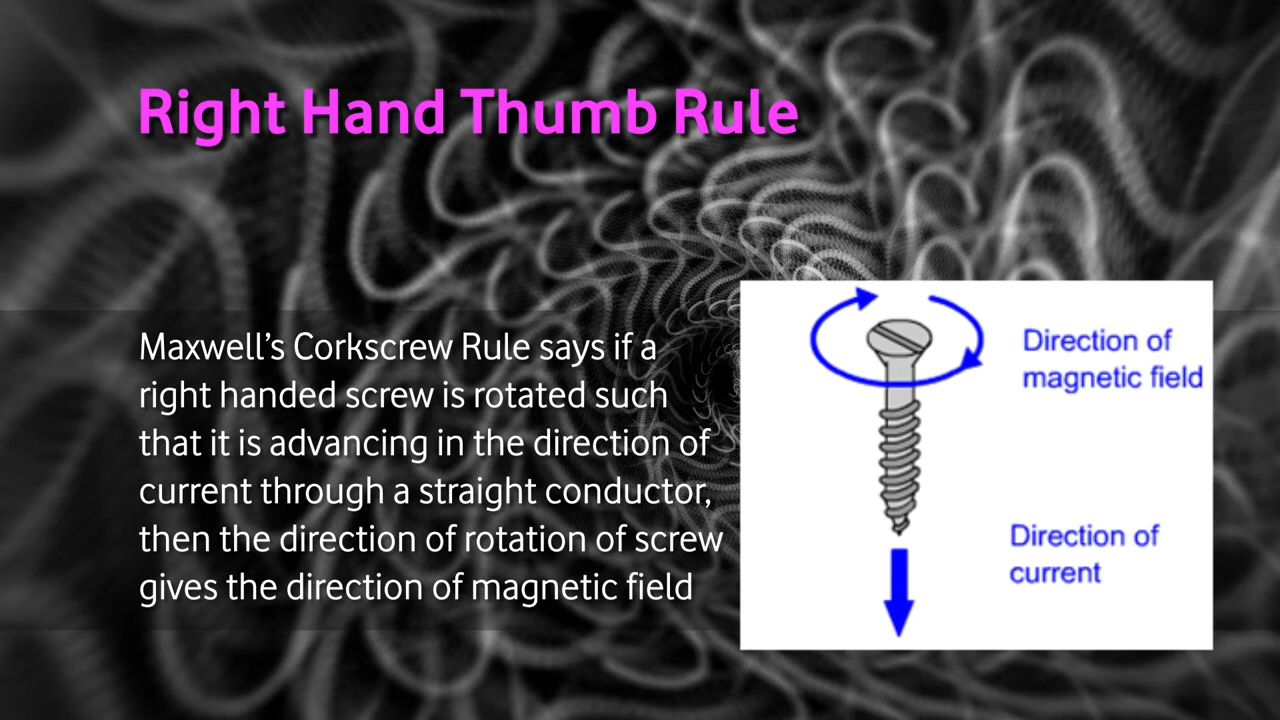 Right Hand Thumb Rule
Maxwell’s Corkscrew Rule says if a
right handed screw is rotated such
that it is advancing in the direction of
current through a straight conductor,
then the direction of rotation of screw
gives the direction of magnetic field
Direction of
magnetic field
Direction of
current